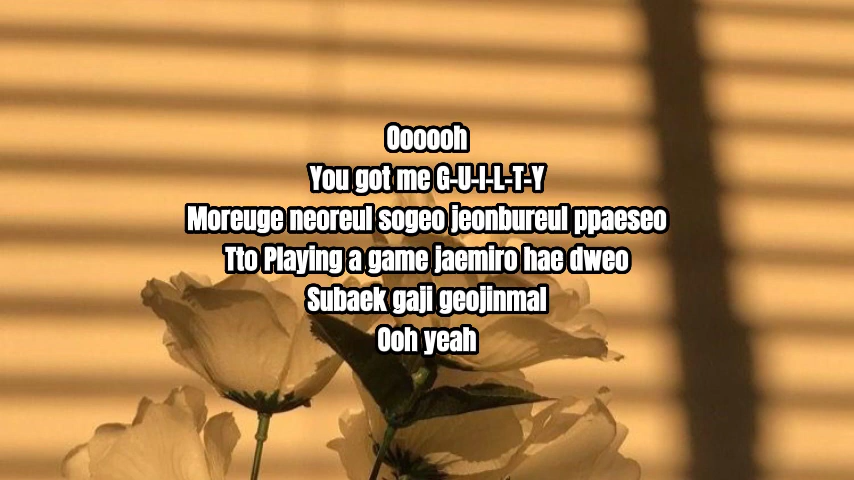 Oooooh
You got me G-U-I-L-T-Y
Moreuge neoreul sogeo jeonbureul ppaeseo
Tto Playing a game jaemiro hae dweo
Subaek gaji geojinmal
Ooh yeah